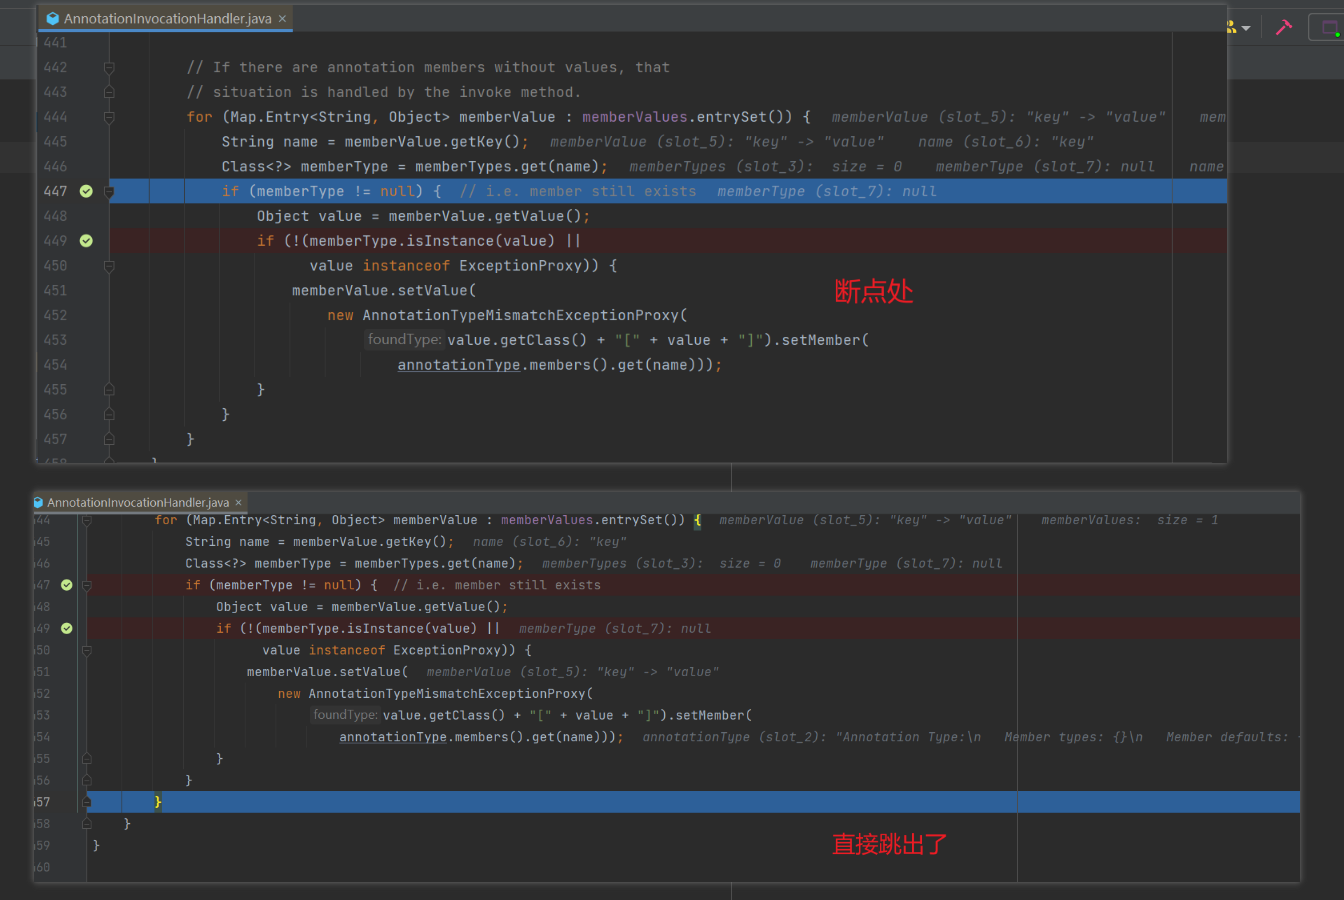 AnnotationInvocationHandler.java ×
441
442 // If there are annotation members without values, that
443 // situation is handled by the invoke method.
444 for (Map.Entry<String, Object> memberValue : memberValues.entrySet()) { memberValue (slot_5): "key" -> "value" mem
445 String name = memberValue.getKey(); memberValue (slot_5): "key" -> "value" name (slot_6): "key"
446 Class<?> memberType = memberTypes.get(name); memberTypes (slot_3): size = 0 memberType (slot_7): null name
447 if (memberType != null) { // i.e. member still exists memberType (slot_7): null
448 Object value = memberValue.getValue();
449 if (!(memberType.isInstance(value) ||
450 value instanceof ExceptionProxy)) {
451 memberValue.setValue(
452 new AnnotationTypeMismatchExceptionProxy(
453 foundType: value.getClass() + "[" + value + "]").setMember(
454 annotationType.members().get(name)));
455 }
456 }
457 }
断点处
AnnotationInvocationHandler.java ×
44 for (Map.Entry<String, Object> memberValue : memberValues.entrySet()) { memberValue (slot_5): "key" -> "value" memberValues: size = 1
45 String name = memberValue.getKey(); name (slot_6): "key"
46 Class<?> memberType = memberTypes.get(name); memberTypes (slot_3): size = 0 memberType (slot_7): null
47 if (memberType != null) { // i.e. member still exists
48 Object value = memberValue.getValue();
49 if (!(memberType.isInstance(value) || memberType (slot_7): null
50 value instanceof ExceptionProxy)) {
51 memberValue.setValue( memberValue (slot_5): "key" -> "value"
52 new AnnotationTypeMismatchExceptionProxy(
53 foundType: value.getClass() + "[" + value + "]").setMember(
54 annotationType.members().get(name))); annotationType (slot_2): "Annotation Type:\n Member types: {}\n Member defaults:
55 }
56 }
57 }
58 }
59 }
60
直接跳出了